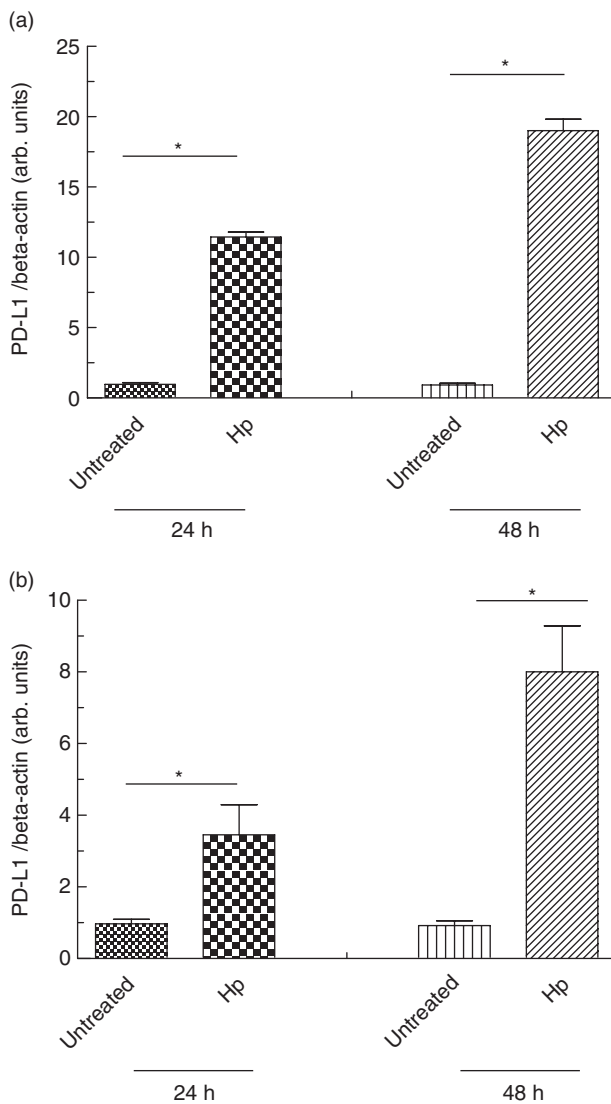 (a)
PD-L1 /beta-actin (arb. units)
25
20
15
10
5
0
*
*
Untreated
Hp
Untreated
Hp
24 h
48 h
(b)
PD-L1 /beta-actin (arb. units)
10
8
6
4
2
0
*
*
Untreated
Hp
Untreated
Hp
24 h
48 h